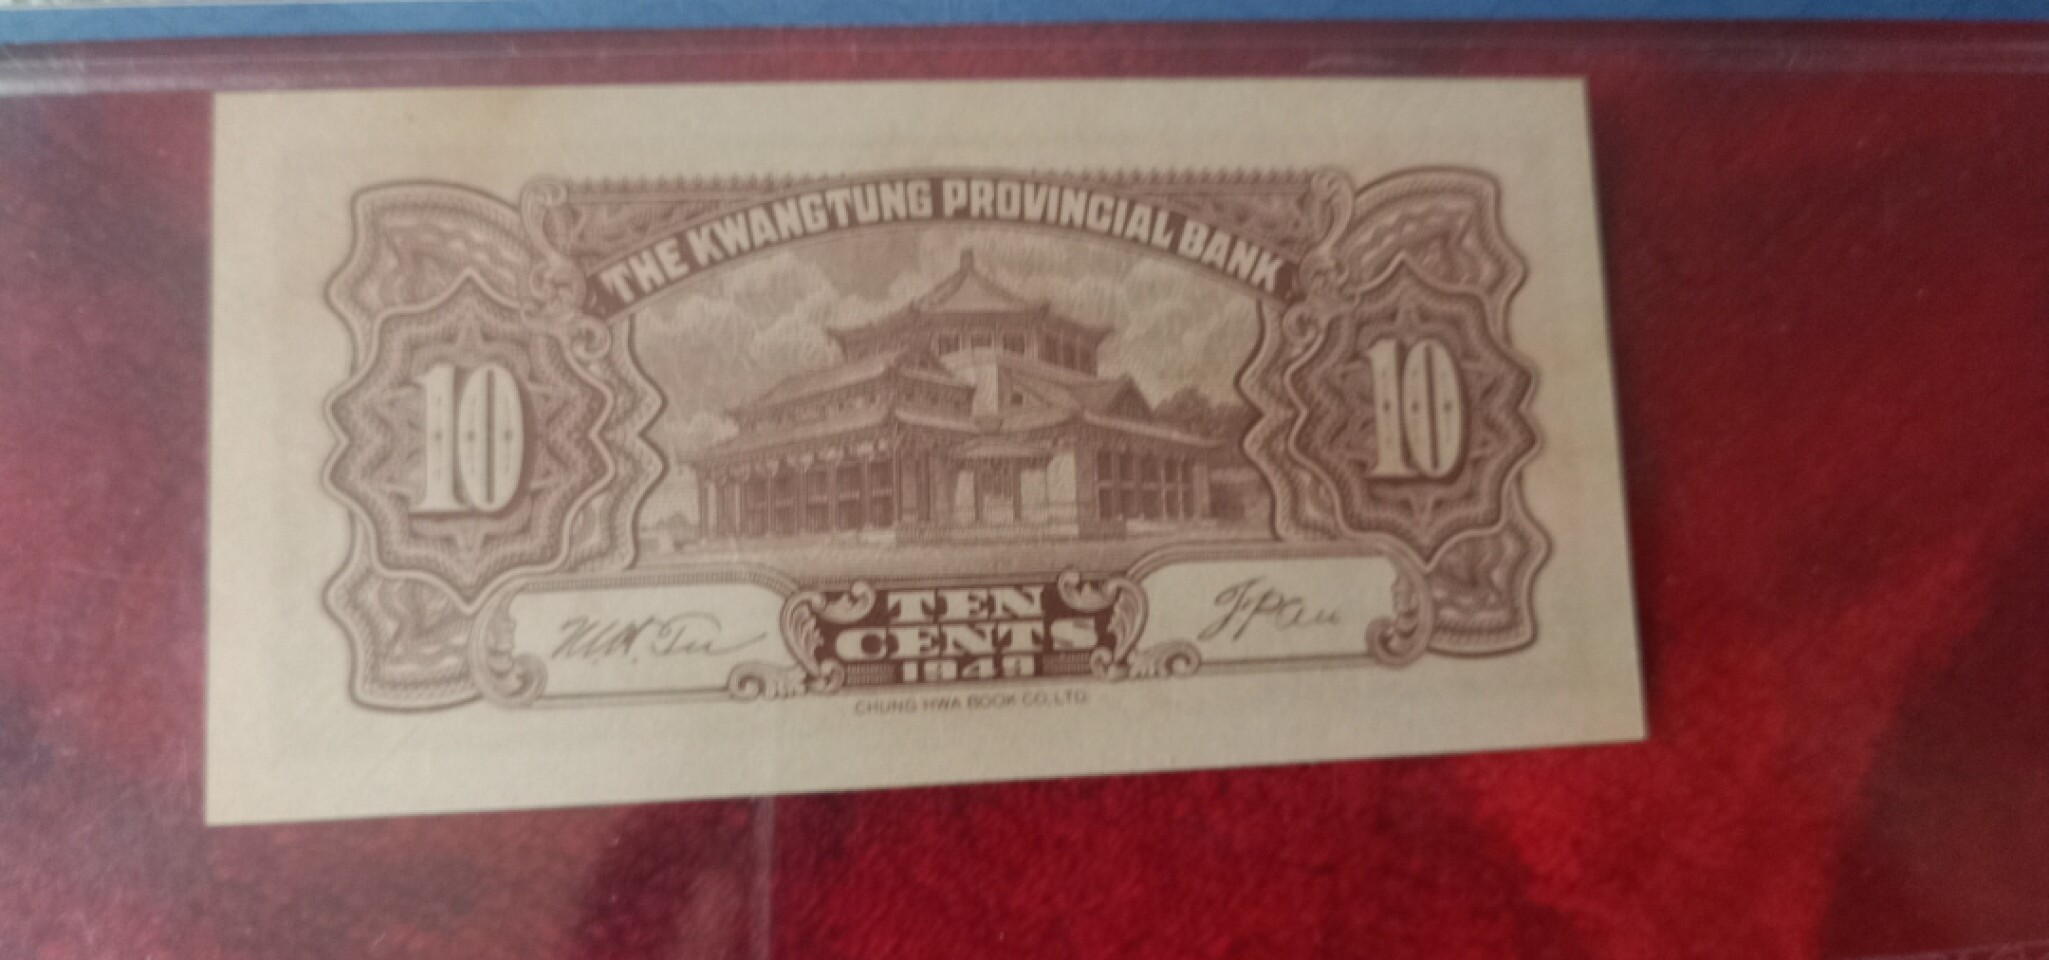 THE KWANGTUNG PROVINCIAL BANK
10
10
TEN
CENTS
1949
CHUNG HWA BOOK CO., LTD.